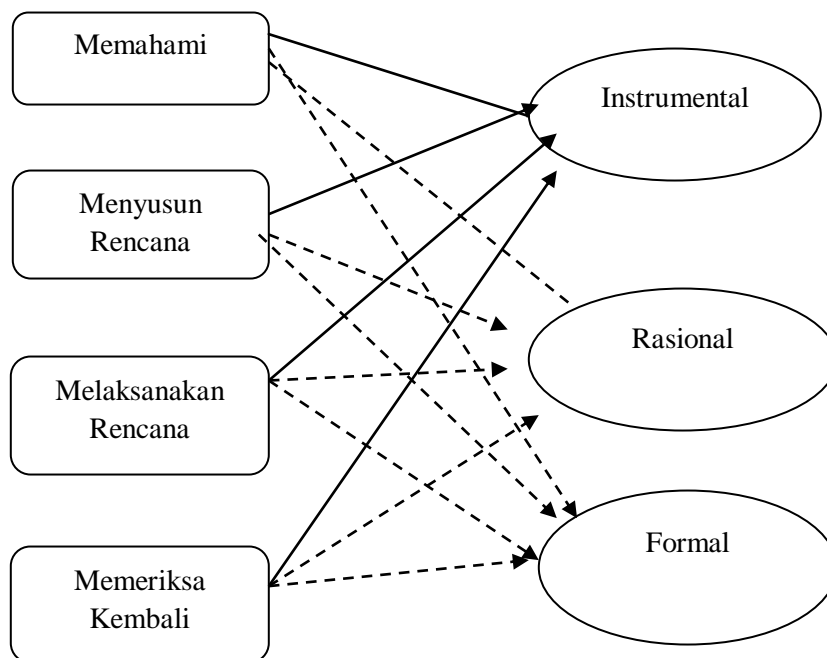 Memahami
Instrumental
Menyusun
Rencana
Rasional
Melaksanakan
Rencana
Formal
Memeriksa
Kembali